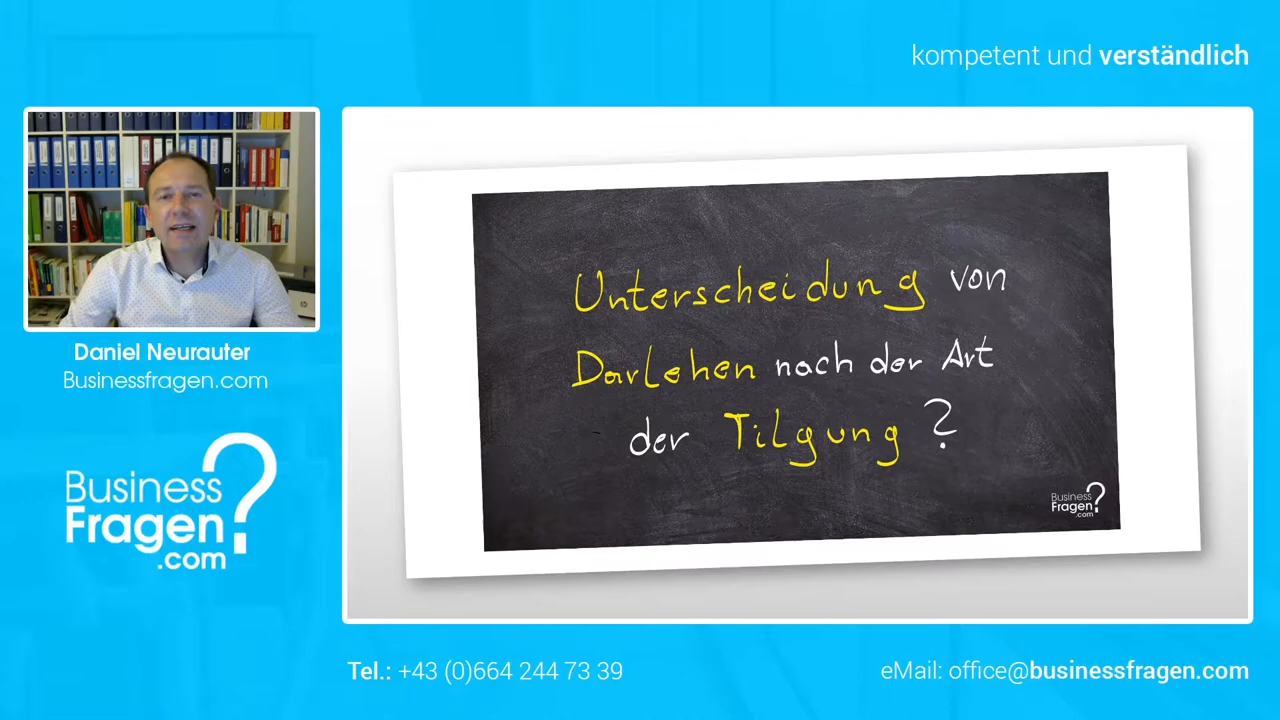 kompetent und verständlich
Daniel Neurauter
Businessfragen.com
Business
Fragen
.com
?
Unterscheidung von
Darlehen nach der Art
der Tilgung ?
Business
Fragen
.com
?
Tel.: +43 (0)664 244 73 39
eMail: office@businessfragen.com